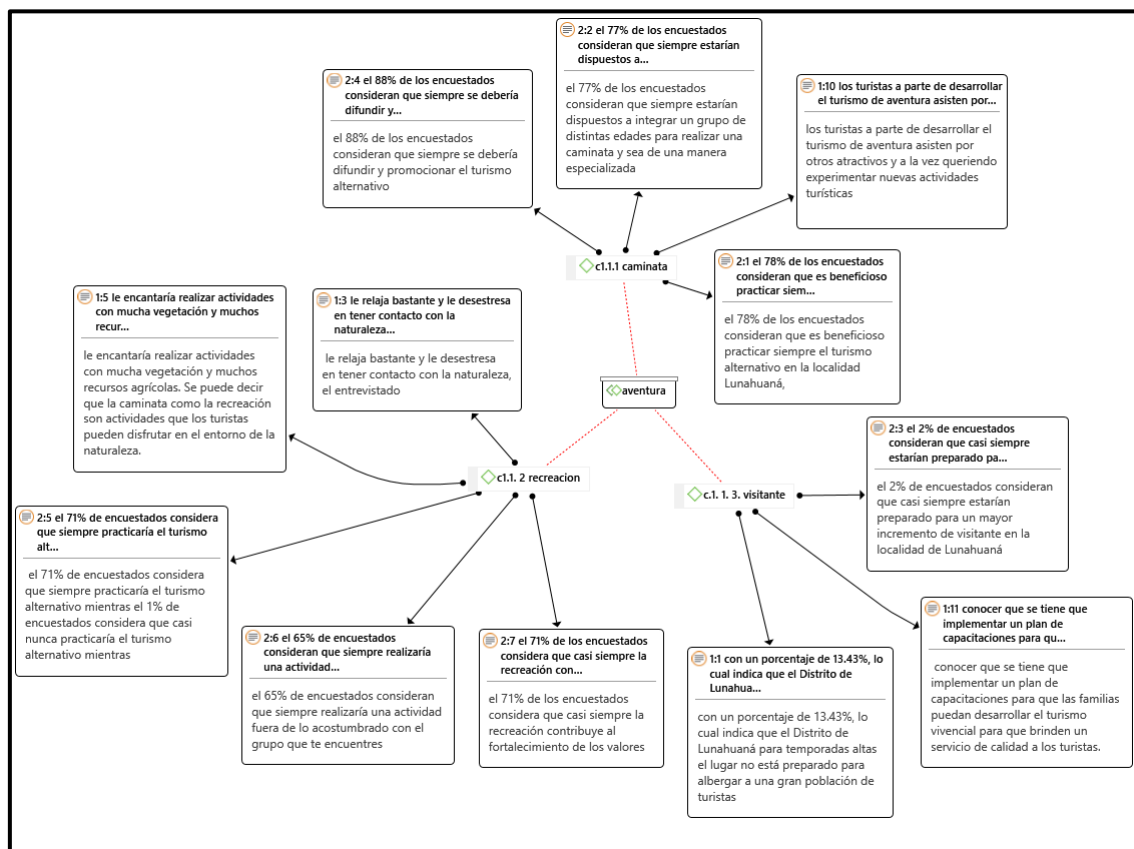 2:2 el 77% de los encuestados
consideran que siempre estarían
dispuestos a...
el 77% de los encuestados
consideran que siempre estarían
dispuestos a integrar un grupo de
distintas edades para realizar una
caminata y sea de una manera
especializada
2:4 el 88% de los encuestados
consideran que siempre se debería
difundir y...
el 88% de los encuestados
consideran que siempre se debería
difundir y promocionar el turismo
alternativo
1:10 los turistas a parte de desarrollar
el turismo de aventura asisten por...
los turistas a parte de desarrollar el
turismo de aventura asisten por
otros atractivos y a la vez queriendo
experimentar nuevas actividades
turísticas
c1.1.1 caminata
2:1 el 78% de los encuestados
consideran que es beneficioso
practicar siem...
el 78% de los encuestados
consideran que es beneficioso
practicar siempre el turismo
alternativo en la localidad
Lunahuaná,
1:5 le encantaría realizar actividades
con mucha vegetación y muchos
recur...
le encantaría realizar actividades
con mucha vegetación y muchos
recursos agrícolas. Se puede decir
que la caminata como la recreación
son actividades que los turistas
pueden disfrutar en el entorno de la
naturaleza.
1:3 le relaja bastante y le desestresa
en tener contacto con la
naturaleza...
le relaja bastante y le desestresa
en tener contacto con la naturaleza,
el entrevistado
aventura
2:3 el 2% de encuestados
consideran que casi siempre
estarían preparado pa...
el 2% de encuestados consideran
que casi siempre estarían
preparado para un mayor
incremento de visitante en la
localidad de Lunahuaná
c1.1. 2 recreacion
c.1. 1. 3. visitante
2:5 el 71% de encuestados considera
que siempre practicaría el turismo
alt...
el 71% de encuestados considera
que siempre practicaría el turismo
alternativo mientras el 1% de
encuestados considera que casi
nunca practicaría el turismo
alternativo mientras
2:6 el 65% de encuestados
consideran que siempre realizaría
una actividad...
el 65% de encuestados consideran
que siempre realizaría una actividad
fuera de lo acostumbrado con el
grupo que te encuentres
2:7 el 71% de los encuestados
considera que casi siempre la
recreación con...
el 71% de los encuestados
considera que casi siempre la
recreación contribuye al
fortalecimiento de los valores
1:1 con un porcentaje de 13.43%, lo
cual indica que el Distrito de
Lunahua...
con un porcentaje de 13.43%, lo
cual indica que el Distrito de
Lunahuaná para temporadas altas
el lugar no está preparado para
albergar a una gran población de
turistas
1:11 conocer que se tiene que
implementar un plan de
capacitaciones para qu...
conocer que se tiene que
implementar un plan de
capacitaciones para que las familias
puedan desarrollar el turismo
vivencial para que brinden un
servicio de calidad a los turistas.